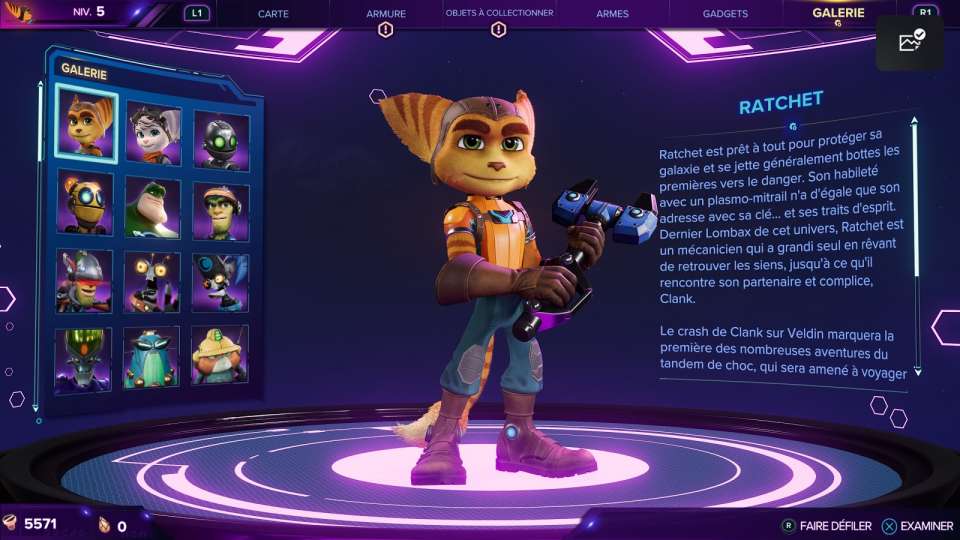 NIV. 5
L1
CARTE
ARMURE
OBJETS À COLLECTIONNER
ARMES
GADGETS
GALERIE
R1
GALERIE
RATCHET
Ratchet est prêt à tout pour protéger sa
galaxie et se jette généralement bottes les
premières vers le danger. Son habileté
avec un plasmo-mitrail n'a d'égale que son
adresse avec sa clé... et ses traits d'esprit.
Dernier Lombax de cet univers, Ratchet est
un mécanicien qui a grandi seul en rêvant
de retrouver les siens, jusqu'à ce qu'il
rencontre son partenaire et complice,
Clank.
Le crash de Clank sur Veldin marquera la
première des nombreuses aventures du
tandem de choc, qui sera amené à voyager
5571
0
R FAIRE DÉFILER
EXAMINER